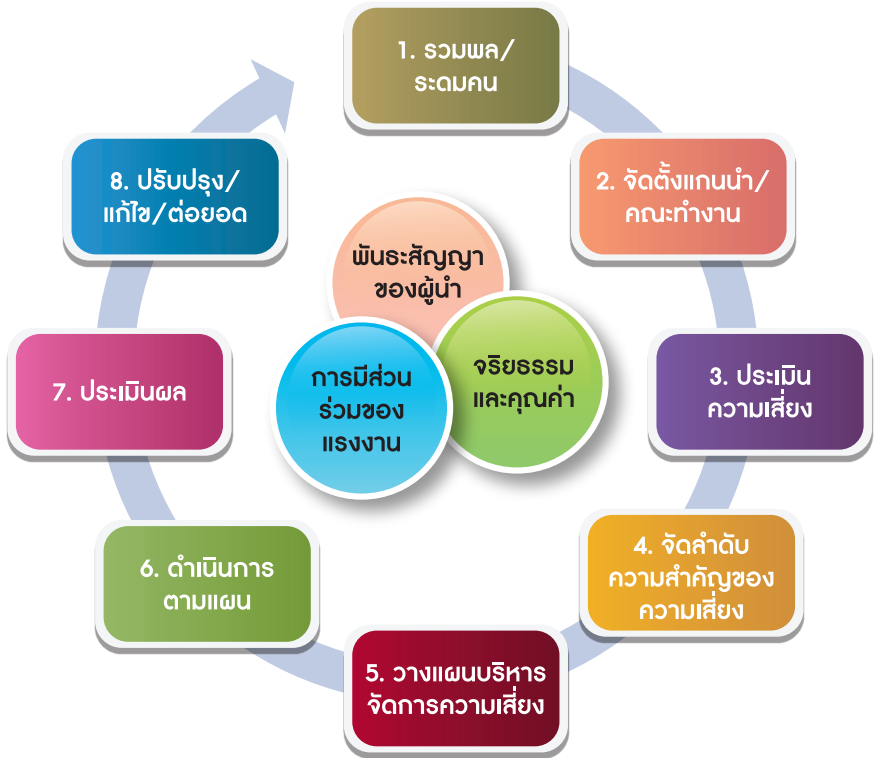 1. รวมพล/
ระดมคน
2. จัดตั้งแกนนำ/
คณะทำงาน
3. ประเมิน
ความเสี่ยง
4. จัดลำดับ
ความสำคัญของ
ความเสี่ยง
5. วางแผนบริหาร
จัดการความเสี่ยง
6. ดำเนินการ
ตามแผน
7. ประเมินผล
8. ปรับปรุง/
แก้ไข/ต่อยอด
พันธะสัญญา
ของผู้นำ
จริยธรรม
และคุณค่า
การมีส่วน
ร่วมของ
แรงงาน